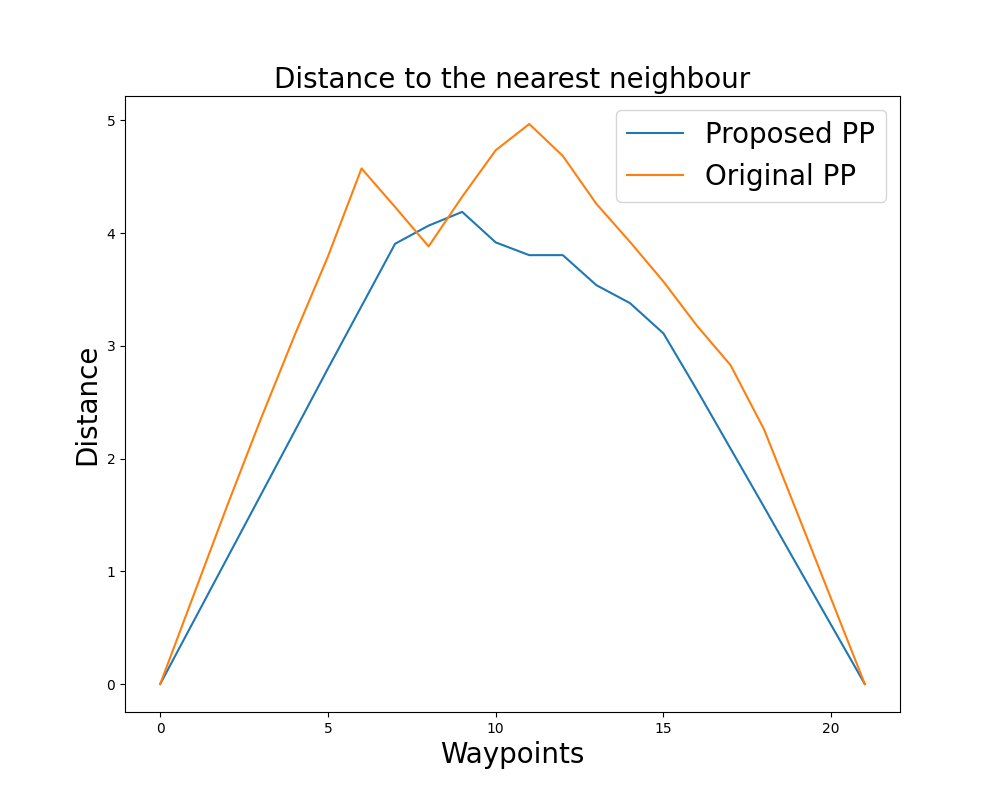 Distance to the nearest neighbour
Proposed PP
Original PP
Distance
5
4
3
2
1
0
0 5 10 15 20
Waypoints